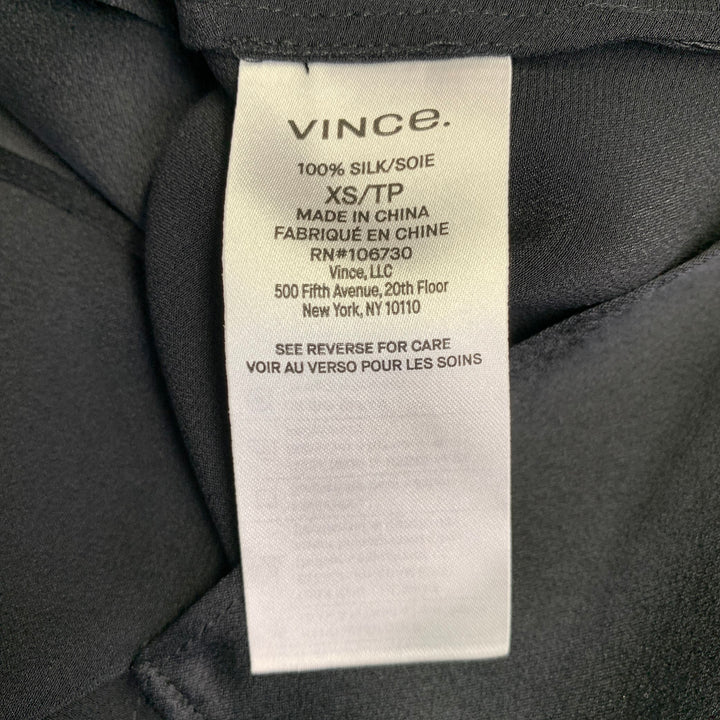 VINCe.
100% SILK/SOIE
XS/TP
MADE IN CHINA
FABRIQUÉ EN CHINE
RN#106730
Vince, LLC
500 Fifth Avenue, 20th Floor
New York, NY 10110
SEE REVERSE FOR CARE
VOIR AU VERSO POUR LES SOINS